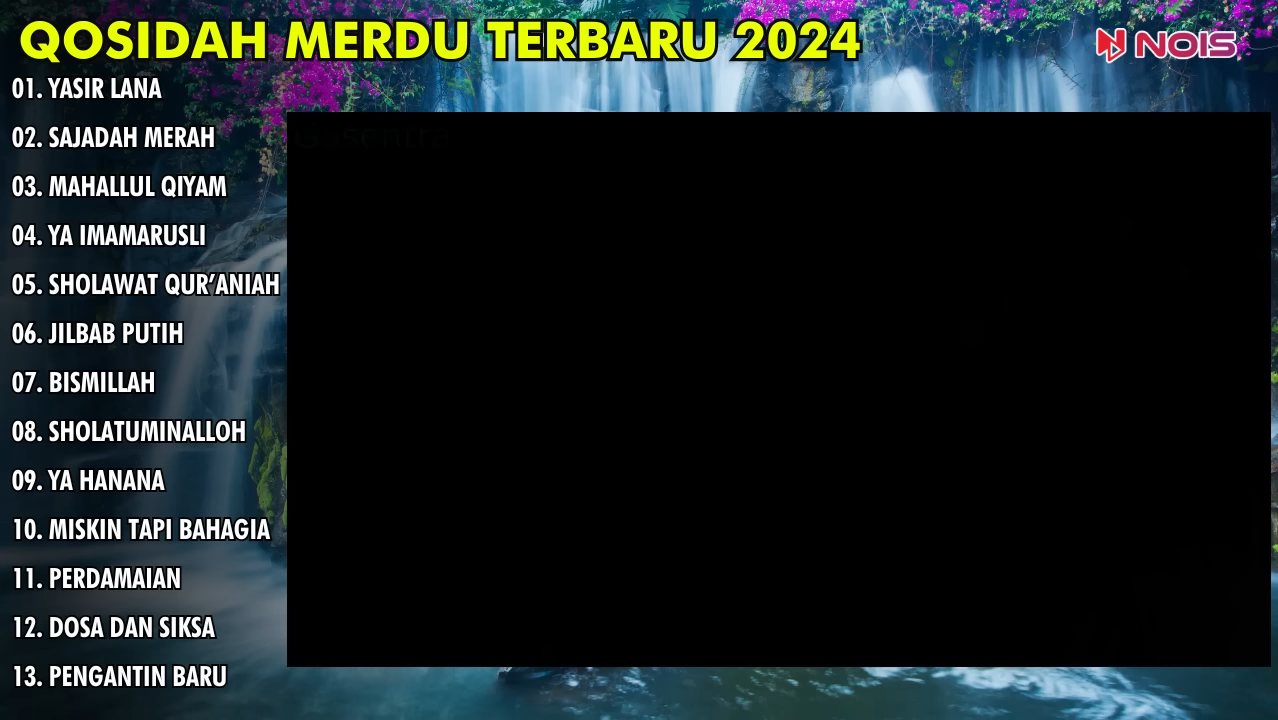 QOSIDAH MERDU TERBARU 2024
NOIS
01. YASIR LANA
02. SAJADAH MERAH
03. MAHALLUL QIYAM
04. YA IMAMARUSLI
05. SHOLAWAT QUR'ANIAH
06. JILBAB PUTIH
07. BISMILLAH
08. SHOLATUMINALLOH
09. YA HANANA
10. MISKIN TAPI BAHAGIA
11. PERDAMAIAN
12. DOSA DAN SIKSA
13. PENGANTIN BARU